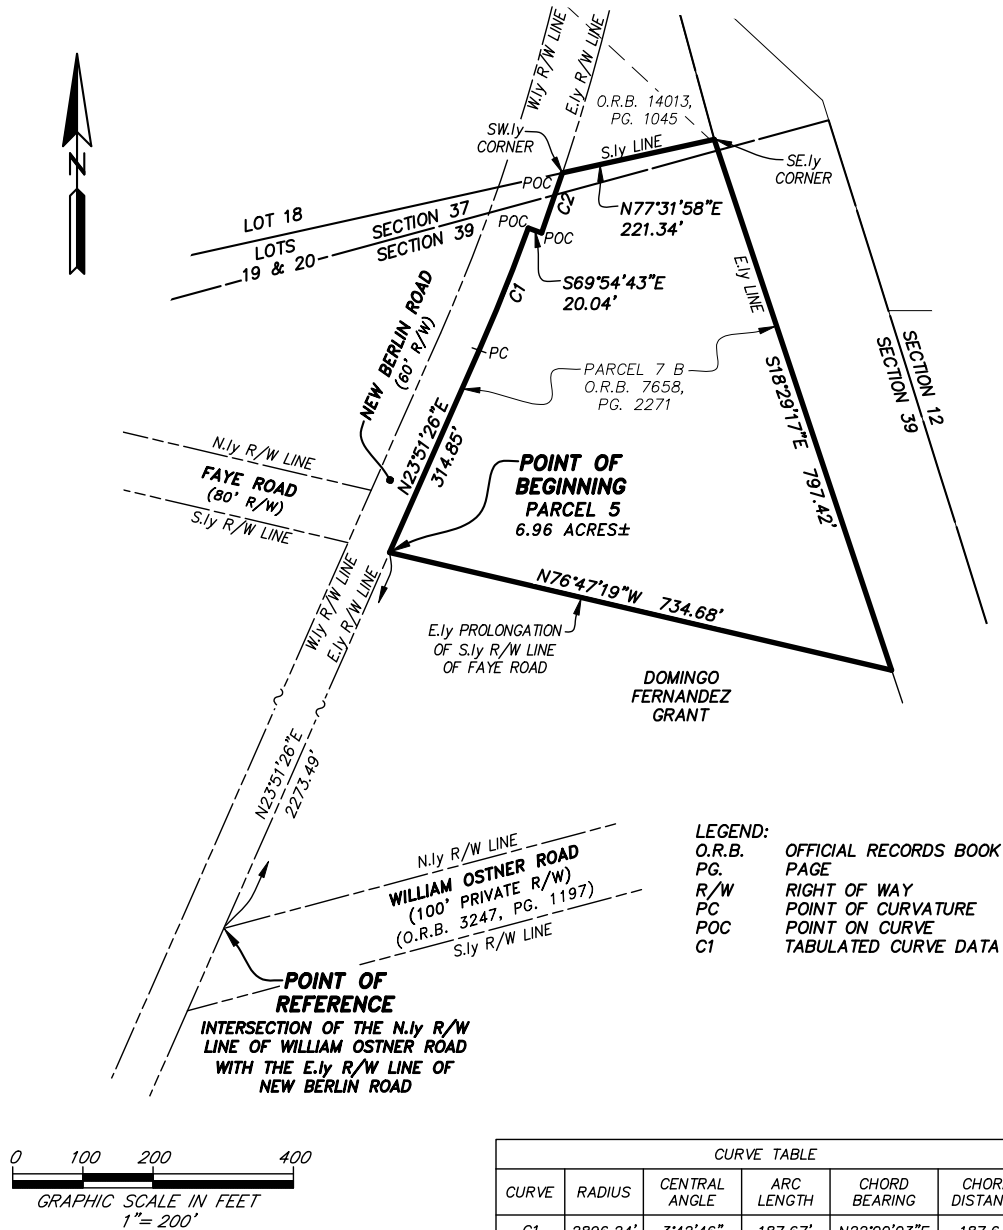 W.ly R/W LINE
E.ly R/W LINE
O.R.B. 14013,
PG. 1045
SW.ly
CORNER
S.ly LINE
SE.ly
CORNER
POC
LOT 18
SECTION 37
C2
N77°31'58"E
221.34'
LOTS
19 & 20
SECTION 39
POC
POC
S69°54'43"E
20.04'
C1
E.ly LINE
NEW BERLIN ROAD
(60' R/W)
PC
SECTION 12
SECTION 39
PARCEL 7 B
O.R.B. 7658,
PG. 2271
S18°29'17"E 797.42'
N23°51'26"E
314.85'
N.ly R/W LINE
FAYE ROAD
(80' R/W)
S.ly R/W LINE
POINT OF
BEGINNING
PARCEL 5
6.96 ACRES±
N76°47'19"W 734.68'
W.ly R/W LINE
E.ly R/W LINE
E.ly PROLONGATION
OF S.ly R/W LINE
OF FAYE ROAD
DOMINGO
FERNANDEZ
GRANT
N23°51'26"E
2273.49'
N.ly R/W LINE
WILLIAM OSTNER ROAD
(100' PRIVATE R/W)
(O.R.B. 3247, PG. 1197)
S.ly R/W LINE
LEGEND:
O.R.B. OFFICIAL RECORDS BOOK
PG. PAGE
R/W RIGHT OF WAY
PC POINT OF CURVATURE
POC POINT ON CURVE
C1 TABULATED CURVE DATA
POINT OF
REFERENCE
INTERSECTION OF THE N.ly R/W
LINE OF WILLIAM OSTNER ROAD
WITH THE E.ly R/W LINE OF
NEW BERLIN ROAD
N
0 100 200 400
GRAPHIC SCALE IN FEET
1"= 200'
CURVE TABLE
CURVE RADIUS CENTRAL ANGLE ARC LENGTH CHORD BEARING
C1